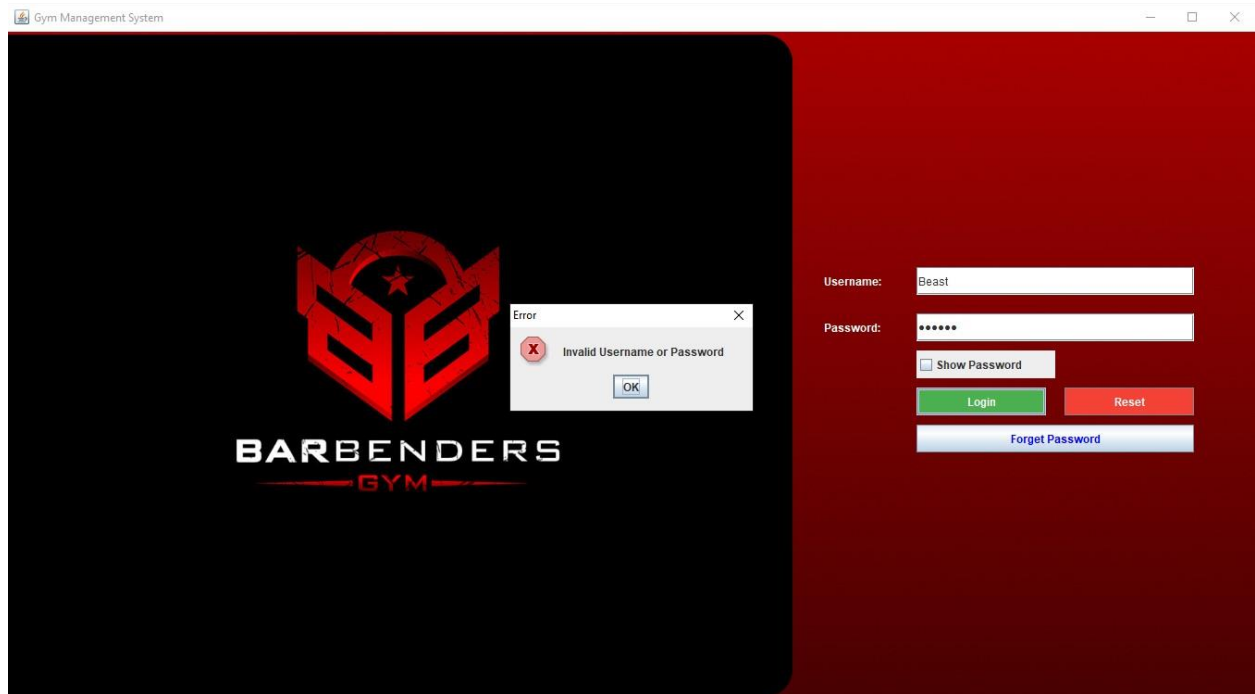 Gym Management System
BARBENDERS
GYM
Error
Invalid Username or Password
OK
Username:
Beast
Password:
••••••
Show Password
Login
Reset
Forget Password